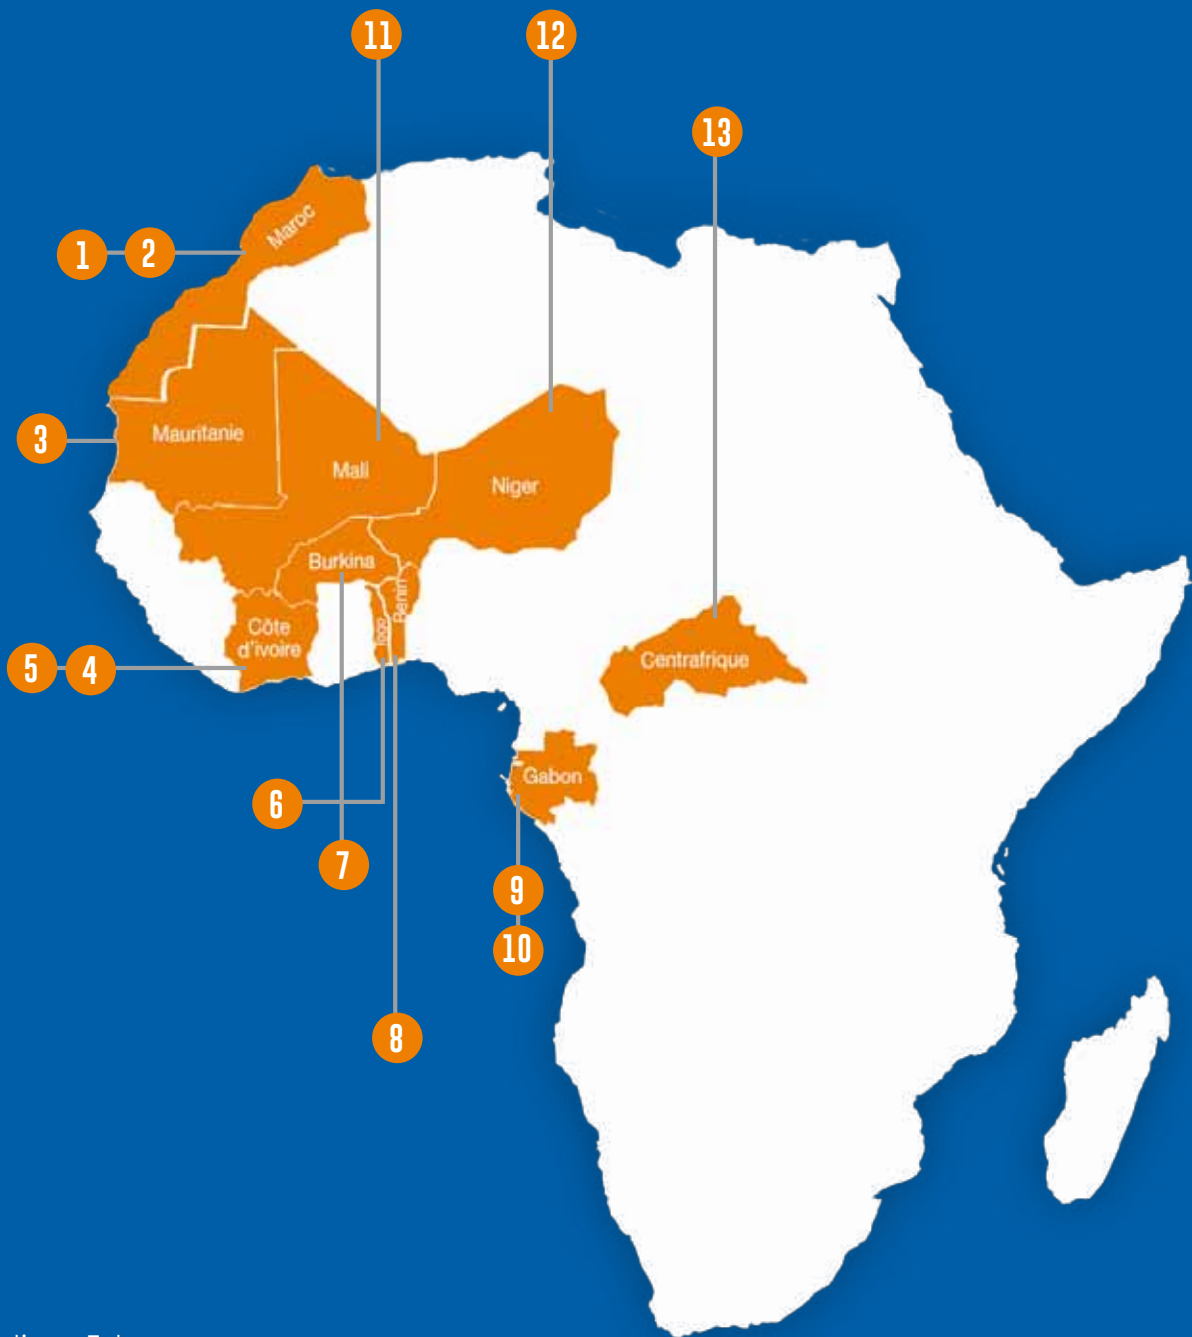 11
12
13
Maroc
1
2
3
Mauritanie
Mali
Niger
Burkina
Benin
Togo
Côte
d'ivoire
5
4
Centrafrique
Gabon
6
7
9
10
8